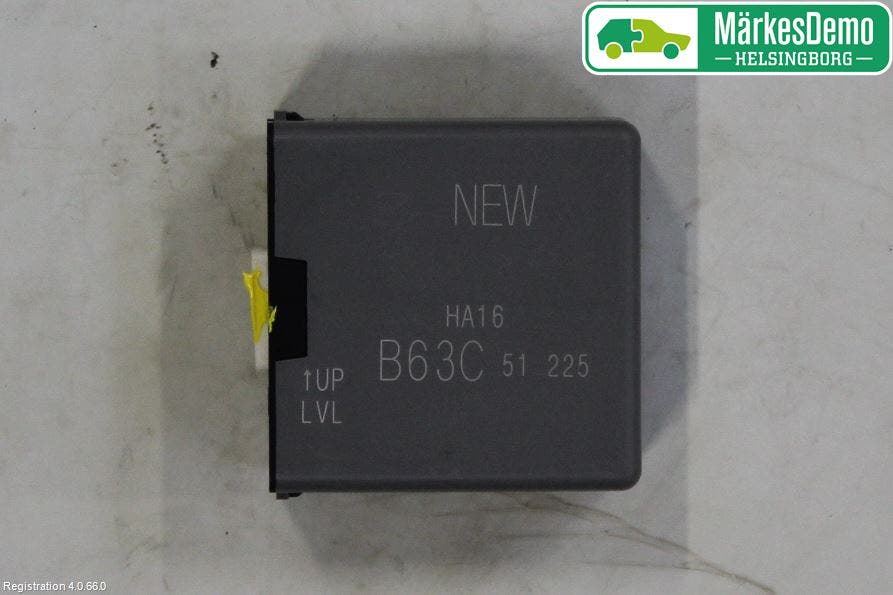 MärkesDemo
HELSINGBORG
NEW
HA16
B63C 51 225
↑UP
LVL
Registration 4.0.66.0